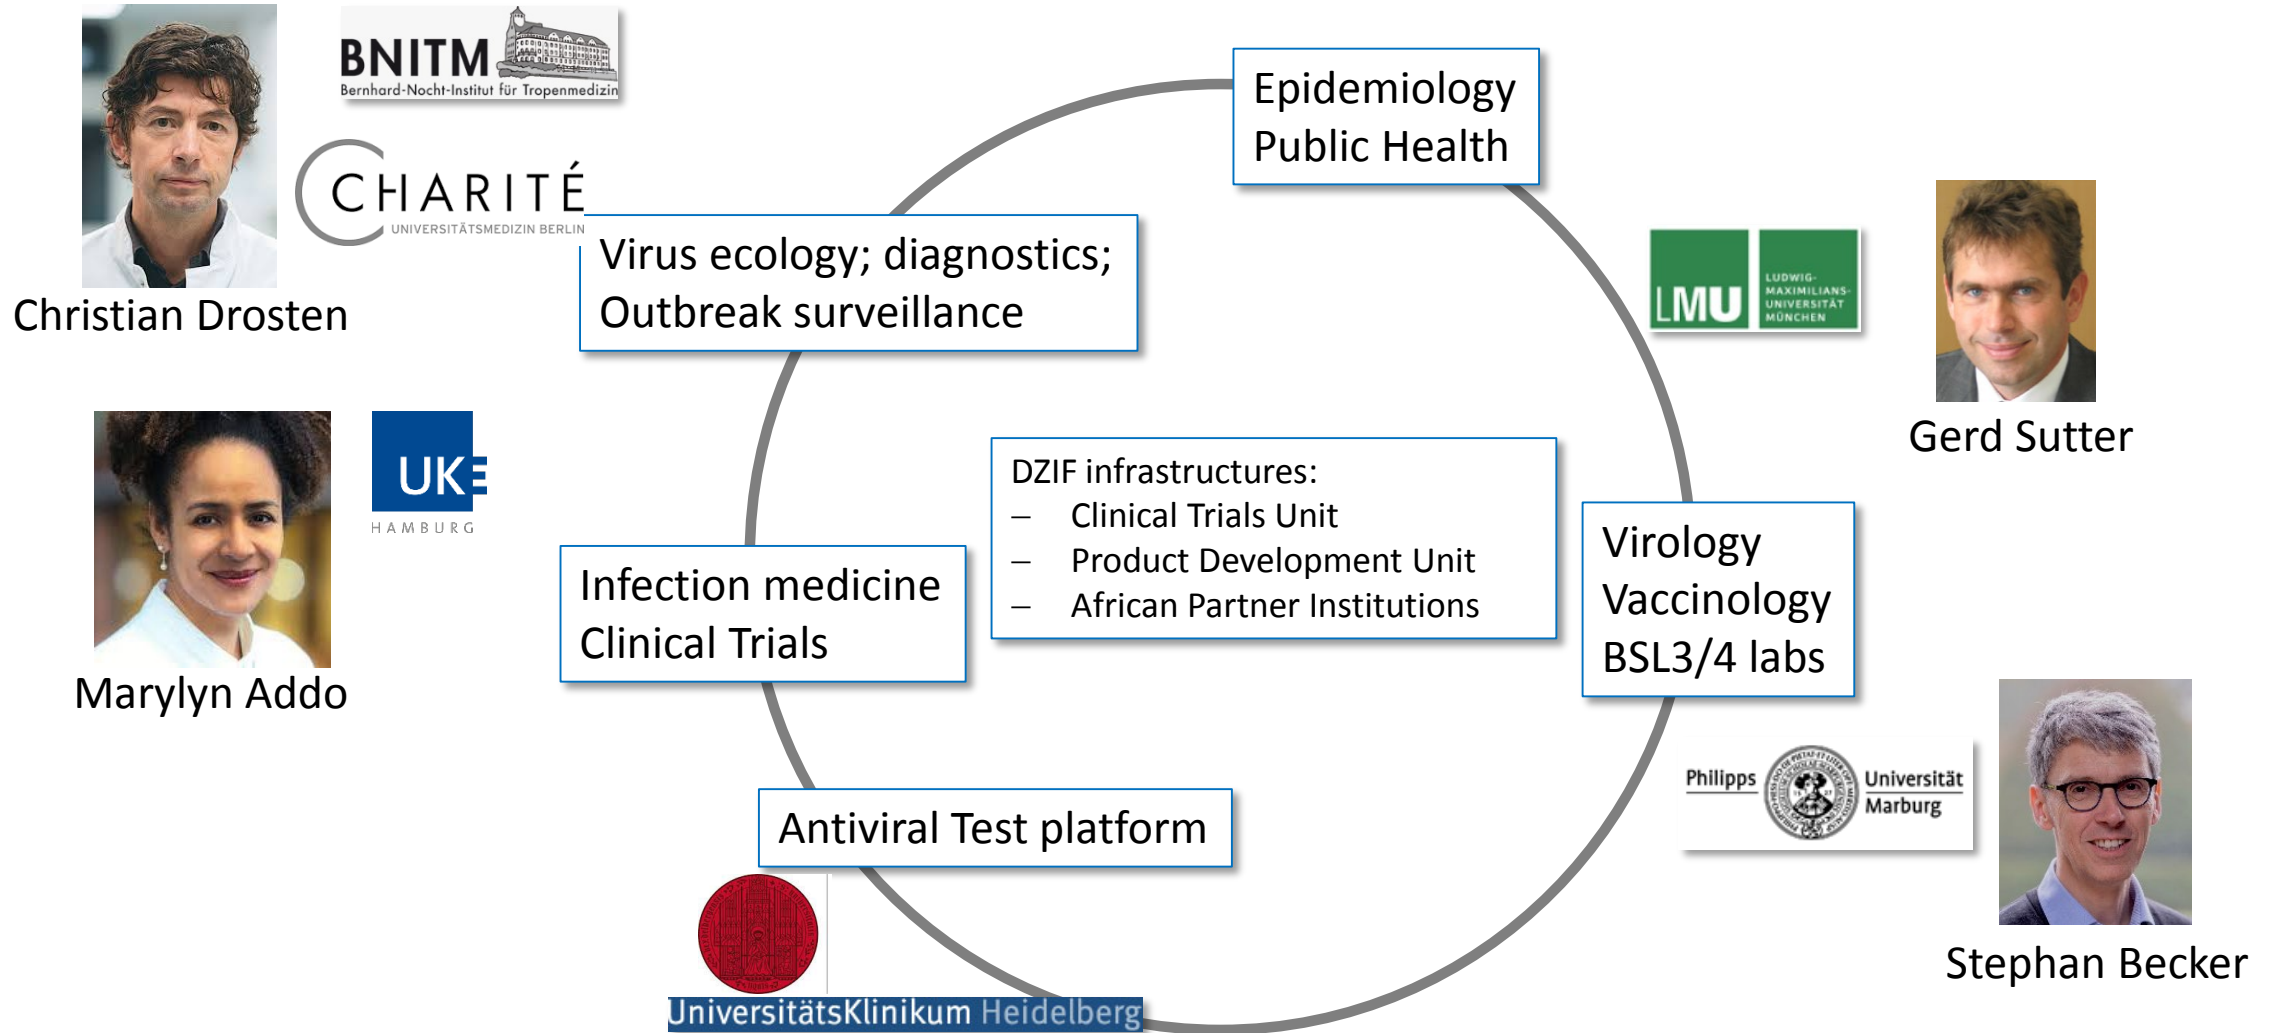 BNITM
Bernhard-Nocht-Institut für Tropenmedizin
CHARITÉ
UNIVERSITÄTSMEDIZIN BERLIN
Christian Drosten
Epidemiology
Public Health
Virus ecology; diagnostics;
Outbreak surveillance
LMU
LUDWIG-
MAXIMILIANS-
UNIVERSITÄT
MÜNCHEN
Gerd Sutter
UKE
HAMBURG
Marylyn Addo
DZIF infrastructures:
– Clinical Trials Unit
– Product Development Unit
– African Partner Institutions
Infection medicine
Clinical Trials
Virology
Vaccinology
BSL3/4 labs
Philipps
Universität
Marburg
Stephan Becker
Antiviral Test platform
UniversitätsKlinikum Heidelberg